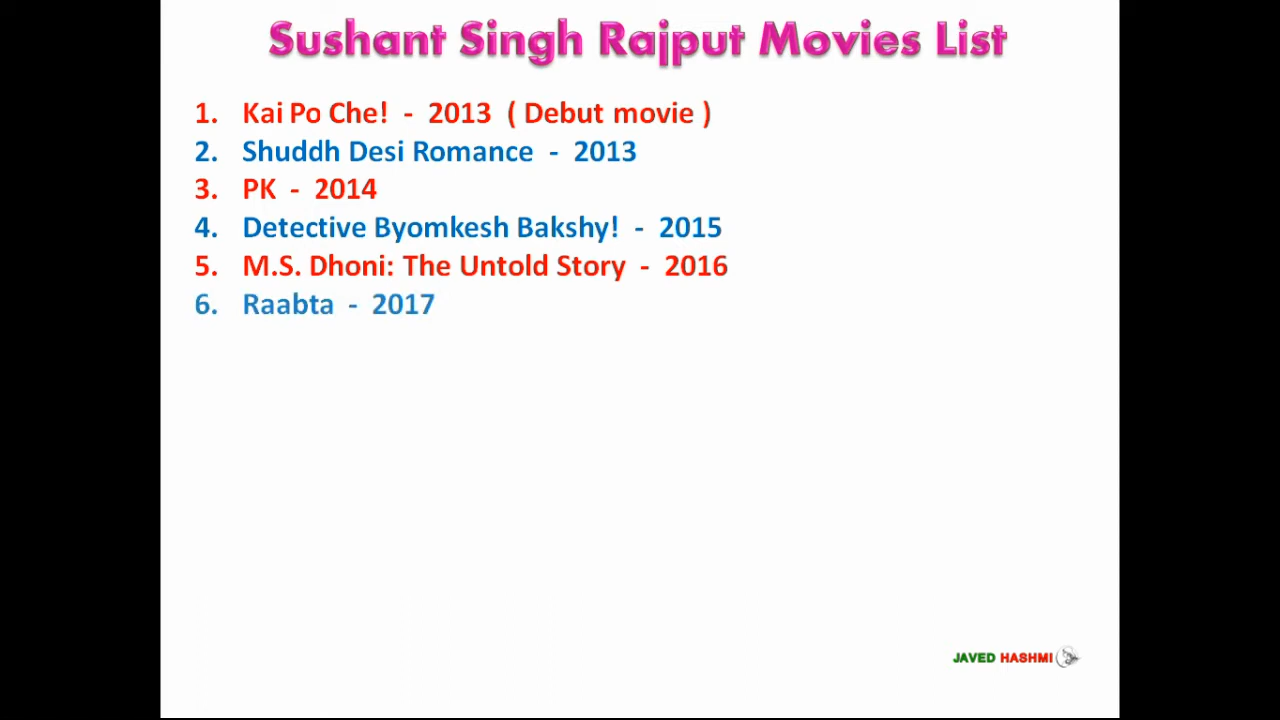 Sushant Singh Rajput Movies List
1. Kai Po Che! - 2013 ( Debut movie )
2. Shuddh Desi Romance - 2013
3. PK - 2014
4. Detective Byomkesh Bakshy! - 2015
5. M.S. Dhoni: The Untold Story - 2016
6. Raabta - 2017
JAVED HASHMI